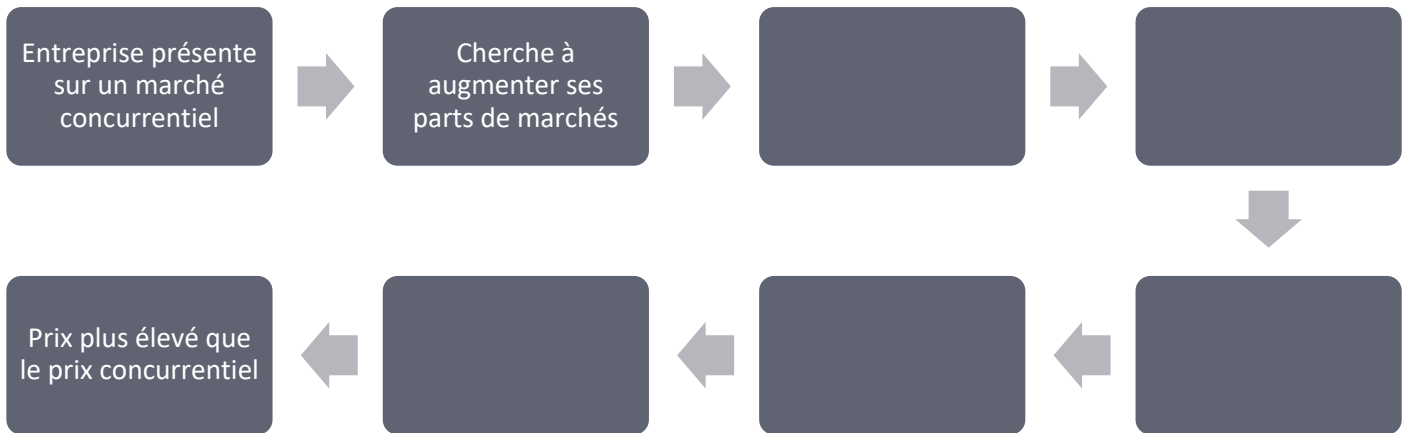 Entreprise présente
sur un marché
concurrentiel
Cherche à
augmenter ses
parts de marchés
Prix plus élevé que
le prix concurrentiel